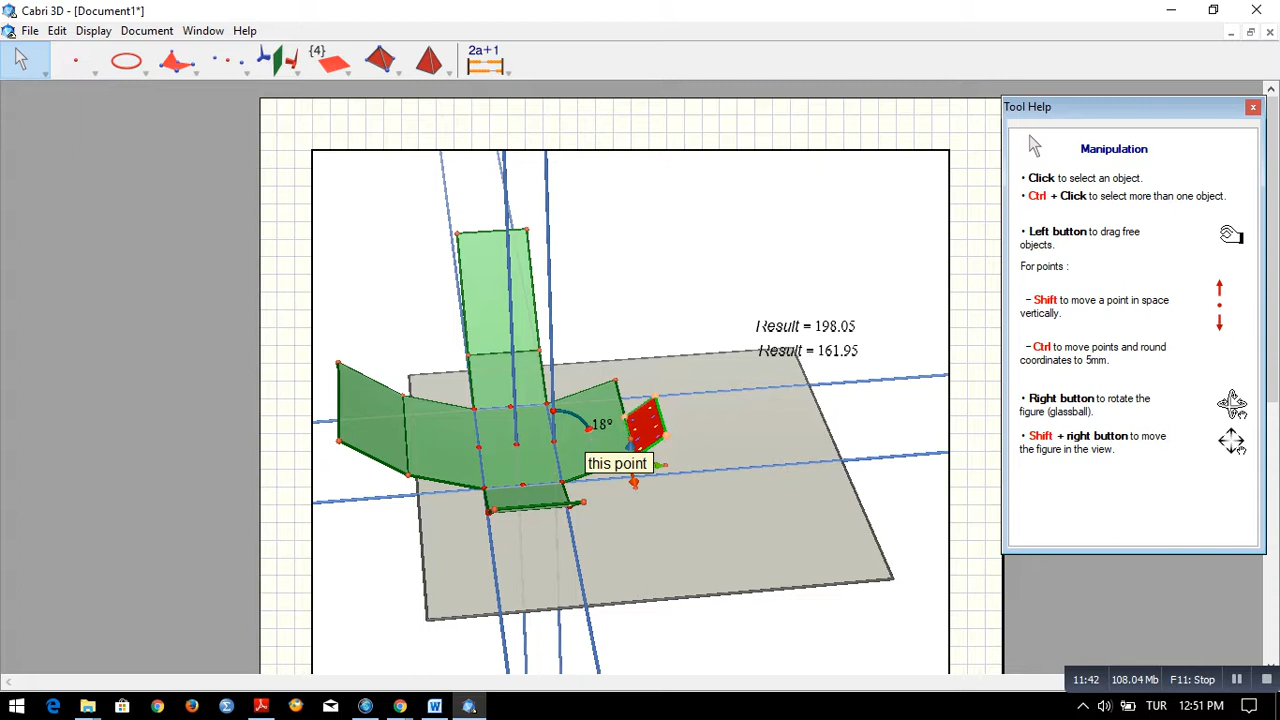 Cabri 3D - [Document1*]
File Edit Display Document Window Help
{4}
2a+1
Tool Help
Manipulation
• Click to select an object.
• Ctrl + Click to select more than one object.
• Left button to drag free
objects.
For points :
− Shift to move a point in space
vertically.
− Ctrl to move points and round
coordinates to 5mm.
• Right button to rotate the
figure (glassball).
• Shift + right button to move
the figure in the view.
Result = 198.05
Result = 161.95
18°
this point
11:42 108.04 Mb F11: Stop
TUR 12:51 PM